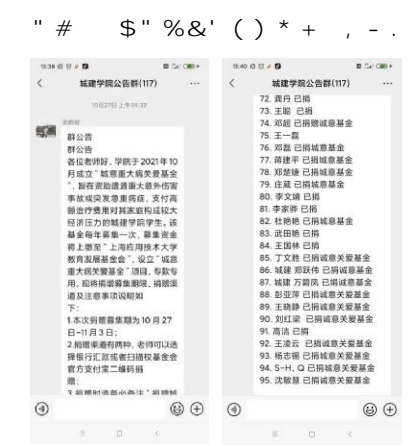 " #   $ " % & ' ( ) * + , - .
15:38
城建学院公告群(117)
10月27日 上午09:32
群公告
群公告
各位老师好，学院于2021年10
月成立“城意重大病关爱基金
”，旨在资助遭遇重大意外伤害
事故或突发急重病症，支付高
额治疗费用对其家庭构成较大
经济压力的城建学院学生。该
基金每年募集一次，募集资金
将上缴至“上海应用技术大学
教育发展基金会”，设立“城意
重大病关爱基金”项目，专款专
用，现将捐赠募集期限、捐赠渠
道及注意事项说明如
下：
1.本次捐赠募集期为10月27
日-11月3日；
2.捐赠渠道有两种，老师可以选
择银行汇款或者扫描校基金会
官方支付宝二维码捐
赠；
15:40
城建学院公告群(117)
72. 龚丹 已捐
73. 王聪 已捐
74. 邓超 已捐赠诚意基金
75. 王一磊
76. 邓磊 已捐诚意基金
77. 蒋建平 已捐诚意基金
78. 郑楚婕 已捐诚意基金
79. 庄葳 已捐城意基金
80. 李文婧 已捐
81. 李家骅 已捐
82. 杜艳艳 已捐城意基金
83. 武田艳 已捐
84. 王国林 已捐
85. 丁文胜 已捐诚意关爱基金
86. 城建 郑跃伟 已捐诚意基金
87. 城建 万碧凤 已捐诚意基金
88. 彭亚萍 已捐诚意关爱基金
89. 王晓静 已捐诚意关爱基金
90. 刘红梁 已捐诚意关爱基金
91. 高洁 已捐
92. 王凌云 已捐诚意关爱基金
93. 杨志锡 已捐诚意关爱基金
94. S-H，Q 已捐诚意关爱基金
95. 沈敏慧 已捐诚意关爱基金